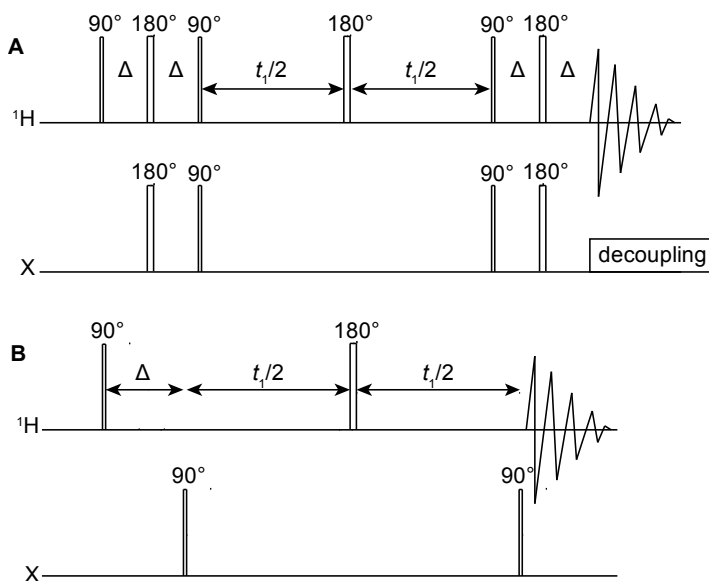 90° 180° 90° 180° 90° 180°
A
Δ Δ t₁/2 t₁/2 Δ Δ
¹H
180° 90° 90° 180°
decoupling
X
90° 180°
B
Δ t₁/2 t₁/2
¹H
90° 90°
X